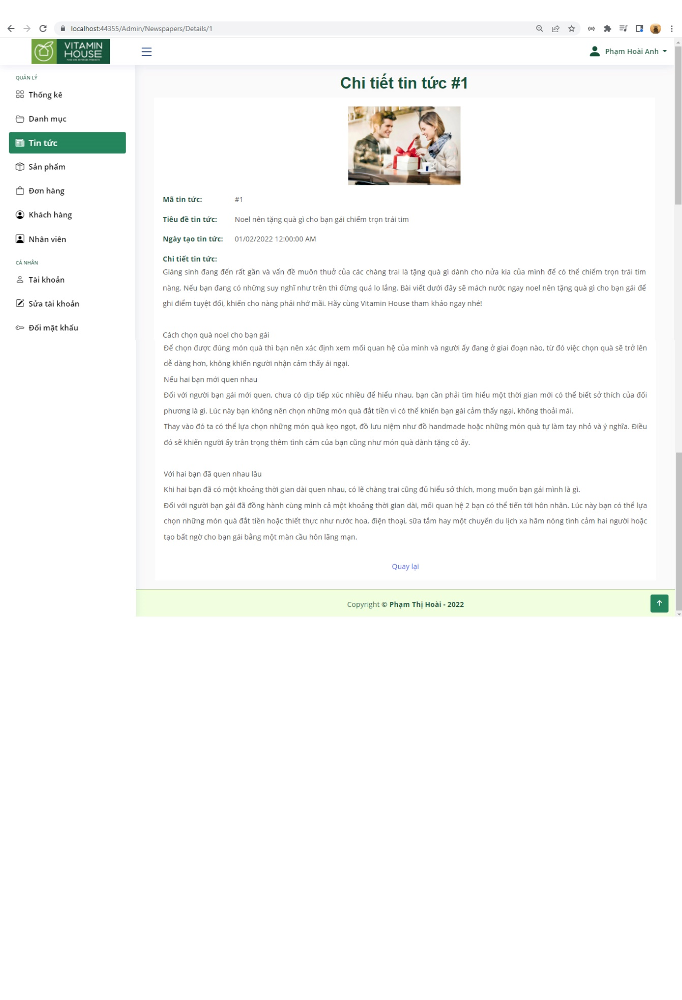 localhost:44355/Admin/Newspapers/Details/1
VITAMIN
HOUSE
FOOD AND BEVERAGE PRODUCTS
Phạm Hoài Anh
QUẢN LÝ
Thống kê
Danh mục
Tin tức
Sản phẩm
Đơn hàng
Khách hàng
Nhân viên
CÁ NHÂN
Tài khoản
Sửa tài khoản
Đổi mật khẩu
Chi tiết tin tức #1
Mã tin tức: #1
Tiêu đề tin tức: Noel nên tặng quà gì cho bạn gái chiếm trọn trái tim
Ngày tạo tin tức: 01/02/2022 12:00:00 AM
Chi tiết tin tức:
Giáng sinh đang đến rất gần và vấn đề muôn thuở của các chàng trai là tặng quà gì dành cho nửa kia của mình để có thể chiếm trọn trái tim
nàng. Nếu bạn đang có những suy nghĩ như trên thì đừng quá lo lắng. Bài viết dưới đây sẽ mách nước ngay noel nên tặng quà gì cho bạn gái để
ghi điểm tuyệt đối, khiến cho nàng phải nhớ mãi. Hãy cùng Vitamin House tham khảo ngay nhé!
Cách chọn quà noel cho bạn gái
Để chọn được đúng món quà thì bạn nên xác định xem mối quan hệ của mình và người ấy đang ở giai đoạn nào, từ đó việc chọn quà sẽ trở lên
dễ dàng hơn, không khiến người nhận cảm thấy ái ngại.
Nếu hai bạn mới quen nhau
Đối với người bạn gái mới quen, chưa có dịp tiếp xúc nhiều để hiểu nhau, bạn cần phải tìm hiểu một thời gian mới có thể biết sở thích của đối
phương là gì. Lúc này bạn không nên chọn những món quà đắt tiền vì có thể khiến bạn gái cảm thấy ngại, không thoải mái.
Thay vào đó ta có thể lựa chọn những món quà kẹo ngọt, đồ lưu niệm như đồ handmade hoặc những món quà tự làm tay nhỏ và ý nghĩa. Điều
đó sẽ khiến người ấy trân trọng thêm tình cảm của bạn cũng như món quà dành tặng cô ấy.
Với hai bạn đã quen nhau lâu
Khi hai bạn đã có một khoảng thời gian dài quen nhau, có lẽ chàng trai cũng đủ hiểu sở thích, mong muốn bạn gái mình là gì.
Đối với người bạn gái đã đồng hành cùng mình cả một khoảng thời gian dài, mối quan hệ 2 bạn có thể tiến tới hôn nhân. Lúc này bạn có thể lựa
chọn những món quà đắt tiền hoặc thiết thực như nước hoa, điện thoại, sữa tắm hay một chuyến du lịch xa hâm nóng tình cảm hai người hoặc
tạo bất ngờ cho bạn gái bằng một màn cầu hôn lãng mạn.
Quay lại
Copyright © Phạm Thị Hoài - 2022